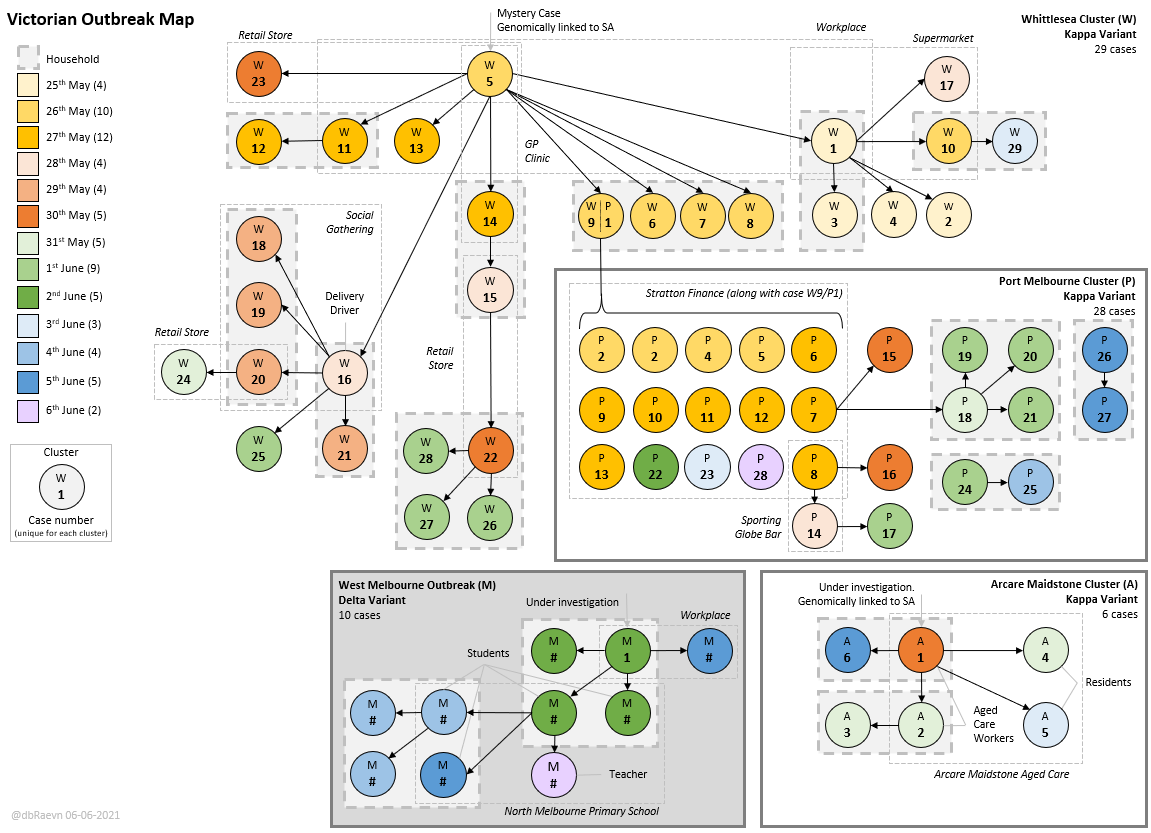 Victorian Outbreak Map
Household
25th May (4)
26th May (10)
27th May (12)
28th May (4)
29th May (4)
30th May (5)
31st May (5)
1st June (9)
2nd June (5)
3rd June (3)
4th June (4)
5th June (5)
6th June (2)
Cluster
W
1
Case number
(unique for each cluster)
Mystery Case
Genomically linked to SA
Whittlesea Cluster (W)
Kappa Variant
29 cases
Retail Store
Workplace
Supermarket
W 23
W 5
W 17
W 12
W 11
W 13
GP
Clinic
W 1
W 10
W 29
W 14
W 9 P 1
W 6
W 7
W 8
W 3
W 4
W 2
Social
Gathering
W 18
W 15
W 19
Delivery
Driver
Retail Store
W 24
W 20
W 16
Retail
Store
W 25
W 21
W 28
W 22
W 27
W 26
Port Melbourne Cluster (P)
Kappa Variant
28 cases
Stratton Finance (along with case W9/P1)
P 2
P 2
P 4
P 5
P 6
P 15
P 19
P 20
P 26
P 9
P 10
P 11
P 12
P 7
P 18
P 21
P 27
P 13
P 22
P 23
P 28
P 8
P 16
P 24
P 25
Sporting
Globe Bar
P 14
P 17
West Melbourne Outbreak (M)
Delta Variant
10 cases
Under investigation
Workplace
Students
M #
M 1
M #
M #
M #
M #
M #
M #
M #
M #
Teacher
North Melbourne Primary School
Arcare Maidstone Cluster (A)
Kappa Variant
6 cases
Under investigation.
Genomically linked to SA
A 6
A 1
A 4
Residents
A 3
A 2
Aged
Care
Workers
A 5
Arcare Maidstone Aged Care
@dbRaevn 06-06-2021